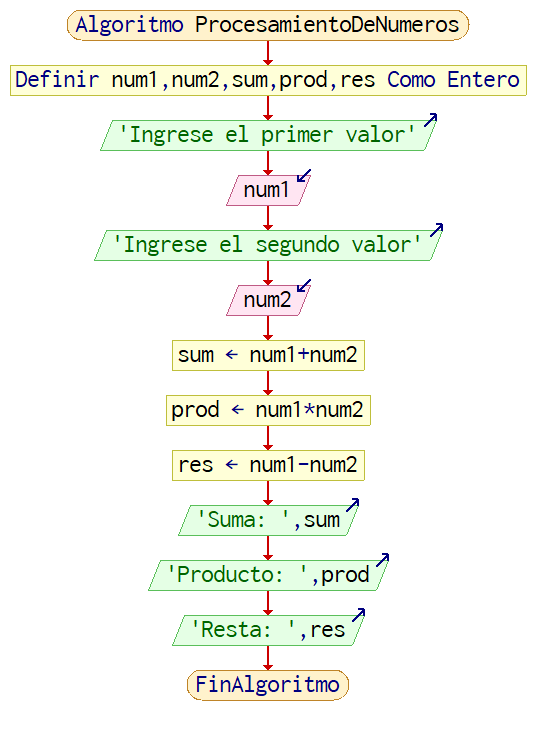 Algoritmo ProcesamientoDeNumeros
Definir num1,num2,sum,prod,res Como Entero
'Ingrese el primer valor'
num1
'Ingrese el segundo valor'
num2
sum ← num1+num2
prod ← num1*num2
res ← num1-num2
'Suma: ',sum
'Producto: ',prod
'Resta: ',res
FinAlgoritmo